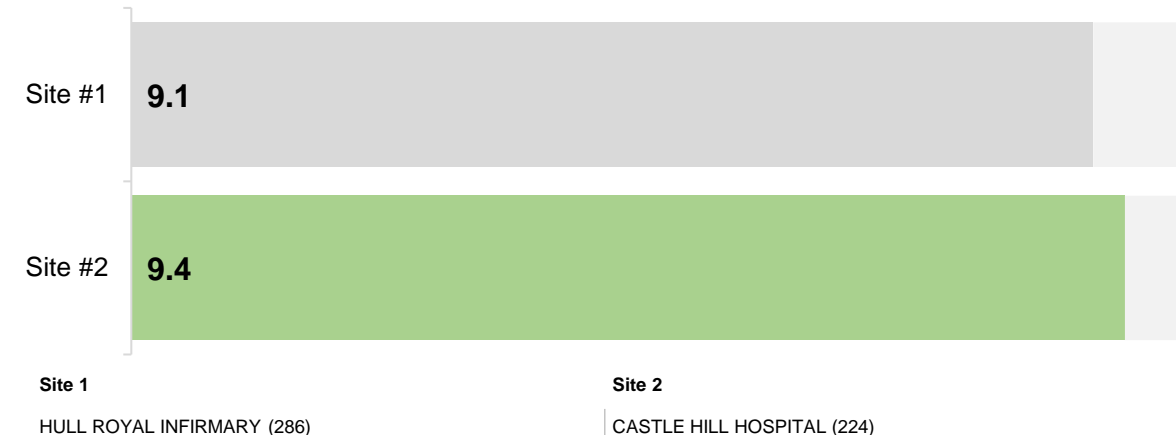 Site #1 9.1
Site #2 9.4
Site 1 Site 2
HULL ROYAL INFIRMARY (286) CASTLE HILL HOSPITAL (224)